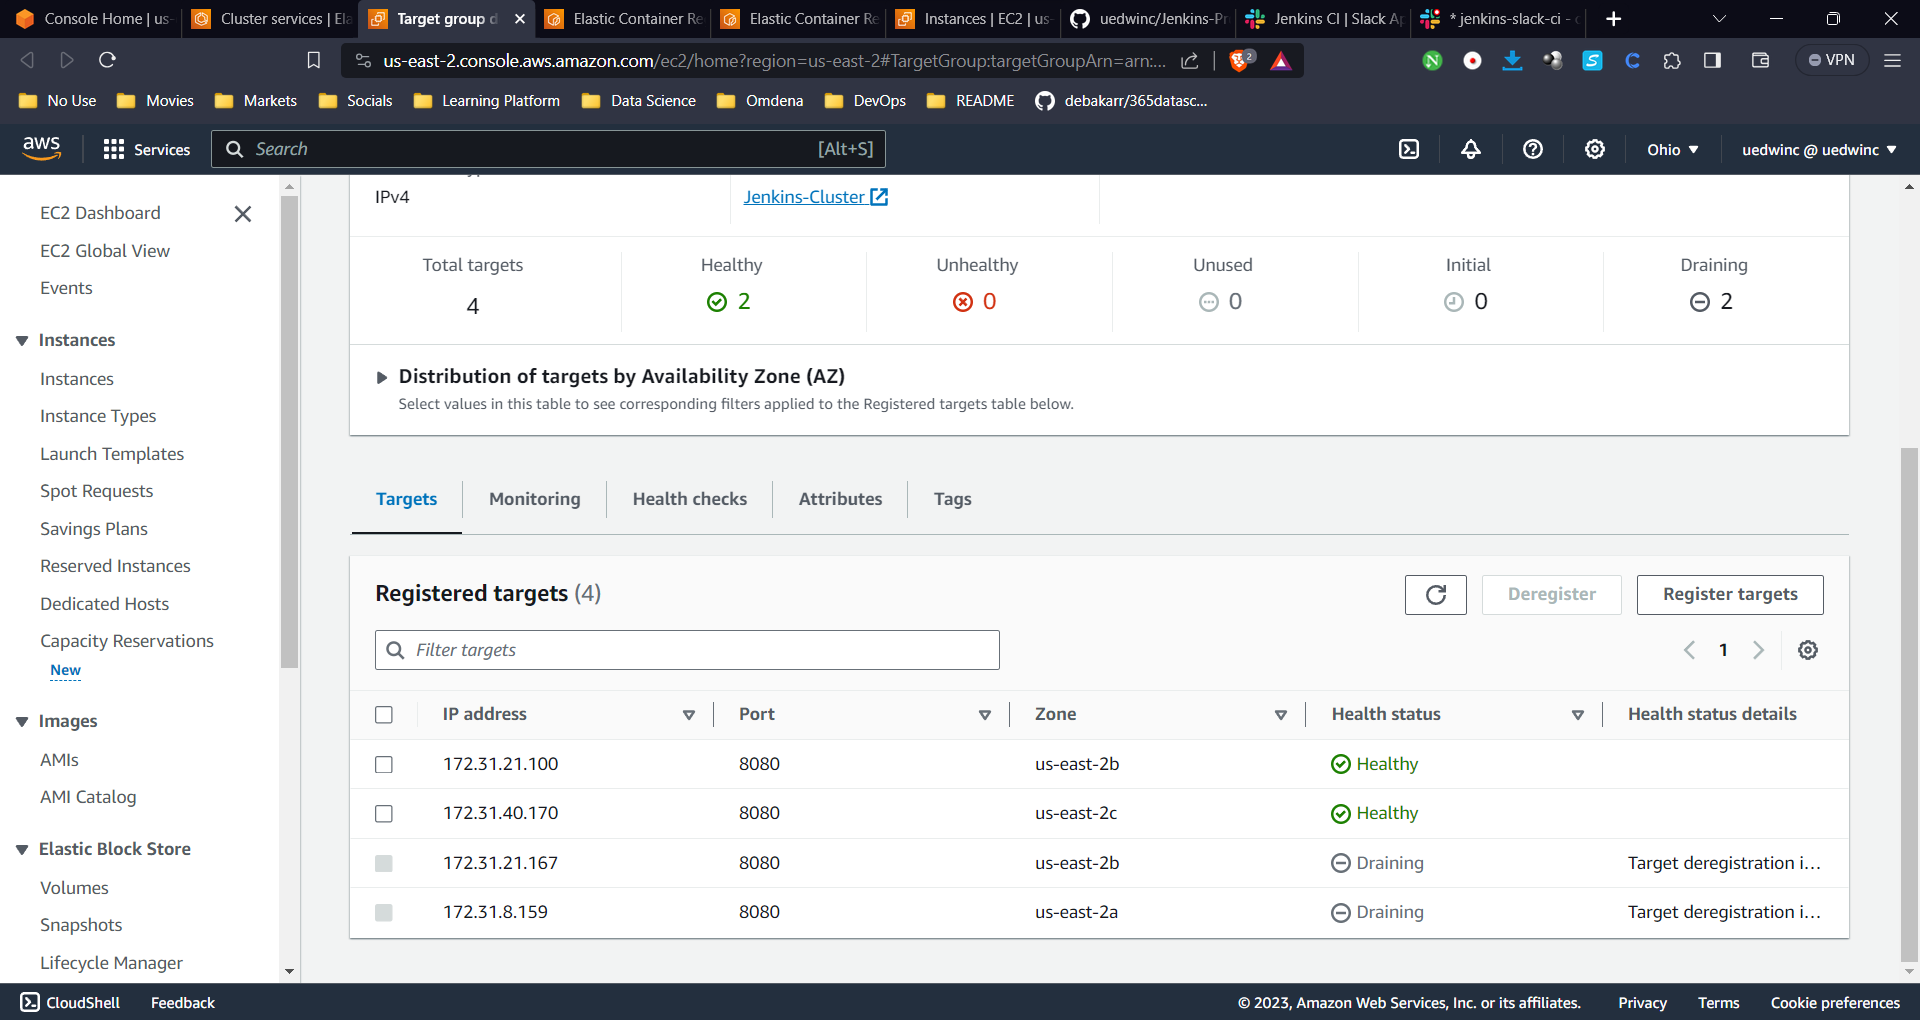 Console Home | us-
Cluster services | Ela
Target group d
Elastic Container Re
Elastic Container Re
Instances | EC2 | us-
uedwinc/Jenkins-Pr
Jenkins CI | Slack Ap
* jenkins-slack-ci - c
us-east-2.console.aws.amazon.com/ec2/home?region=us-east-2#TargetGroup:targetGroupArn=arn:...
2
N
S
C
VPN
No Use
Movies
Markets
Socials
Learning Platform
Data Science
Omdena
DevOps
README
debakarr/365datasc...
aws
Services
Search
[Alt+S]
Ohio
uedwinc @ uedwinc
EC2 Dashboard
EC2 Global View
Events
Instances
Instances
Instance Types
Launch Templates
Spot Requests
Savings Plans
Reserved Instances
Dedicated Hosts
Capacity Reservations
New
Images
AMIs
AMI Catalog
Elastic Block Store
Volumes
Snapshots
Lifecycle Manager
IPv4
Jenkins-Cluster
Total targets
4
Healthy
2
Unhealthy
0
Unused
0
Initial
0
Draining
2
Distribution of targets by Availability Zone (AZ)
Select values in this table to see corresponding filters applied to the Registered targets table below.
Targets
Monitoring
Health checks
Attributes
Tags
Registered targets (4)
Deregister
Register targets
Filter targets
1
IP address Port Zone Health status Health status details
172.31.21.100 8080 us-east-2b Healthy
172.31.40.170 8080 us-east-2c Healthy
172.31.21.167 8080 us-east-2b Draining Target deregistration i...
172.31.8.159 8080 us-east-2a Draining Target deregistration i...
CloudShell
Feedback
© 2023, Amazon Web Services, Inc. or its affiliates.
Privacy
Terms
Cookie preferences